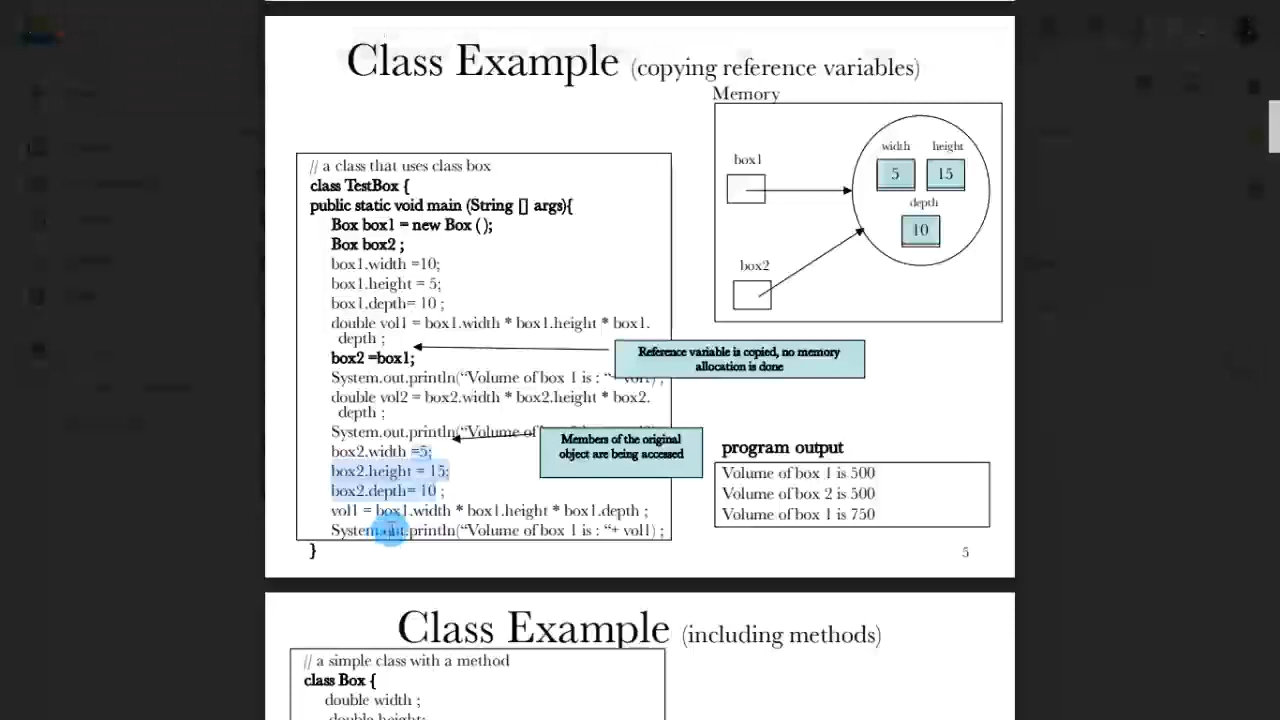 Class Example (copying reference variables)
Memory
// a class that uses class box
class TestBox {
public static void main (String [] args){
Box box1 = new Box ( );
Box box2 ;
box1.width =10;
box1.height = 5;
box1.depth= 10 ;
double vol1 = box1.width * box1.height * box1.
depth ;
box2 =box1;
System.out.println(“Volume of box 1 is : “+ vol1) ;
double vol2 = box2.width * box2.height * box2.
depth ;
System.out.println(“Volume of
box2.width =5;
box2.height = 15;
box2.depth= 10 ;
vol1 = box1.width * box1.height * box1.depth ;
System.out.println(“Volume of box 1 is : “+ vol1) ;
}
width height
5 15
depth
10
box1
box2
Reference variable is copied, no memory
allocation is done
Members of the original
object are being accessed
program output
Volume of box 1 is 500
Volume of box 2 is 500
Volume of box 1 is 750
5
Class Example (including methods)
// a simple class with a method
class Box {
double width ;
double height;